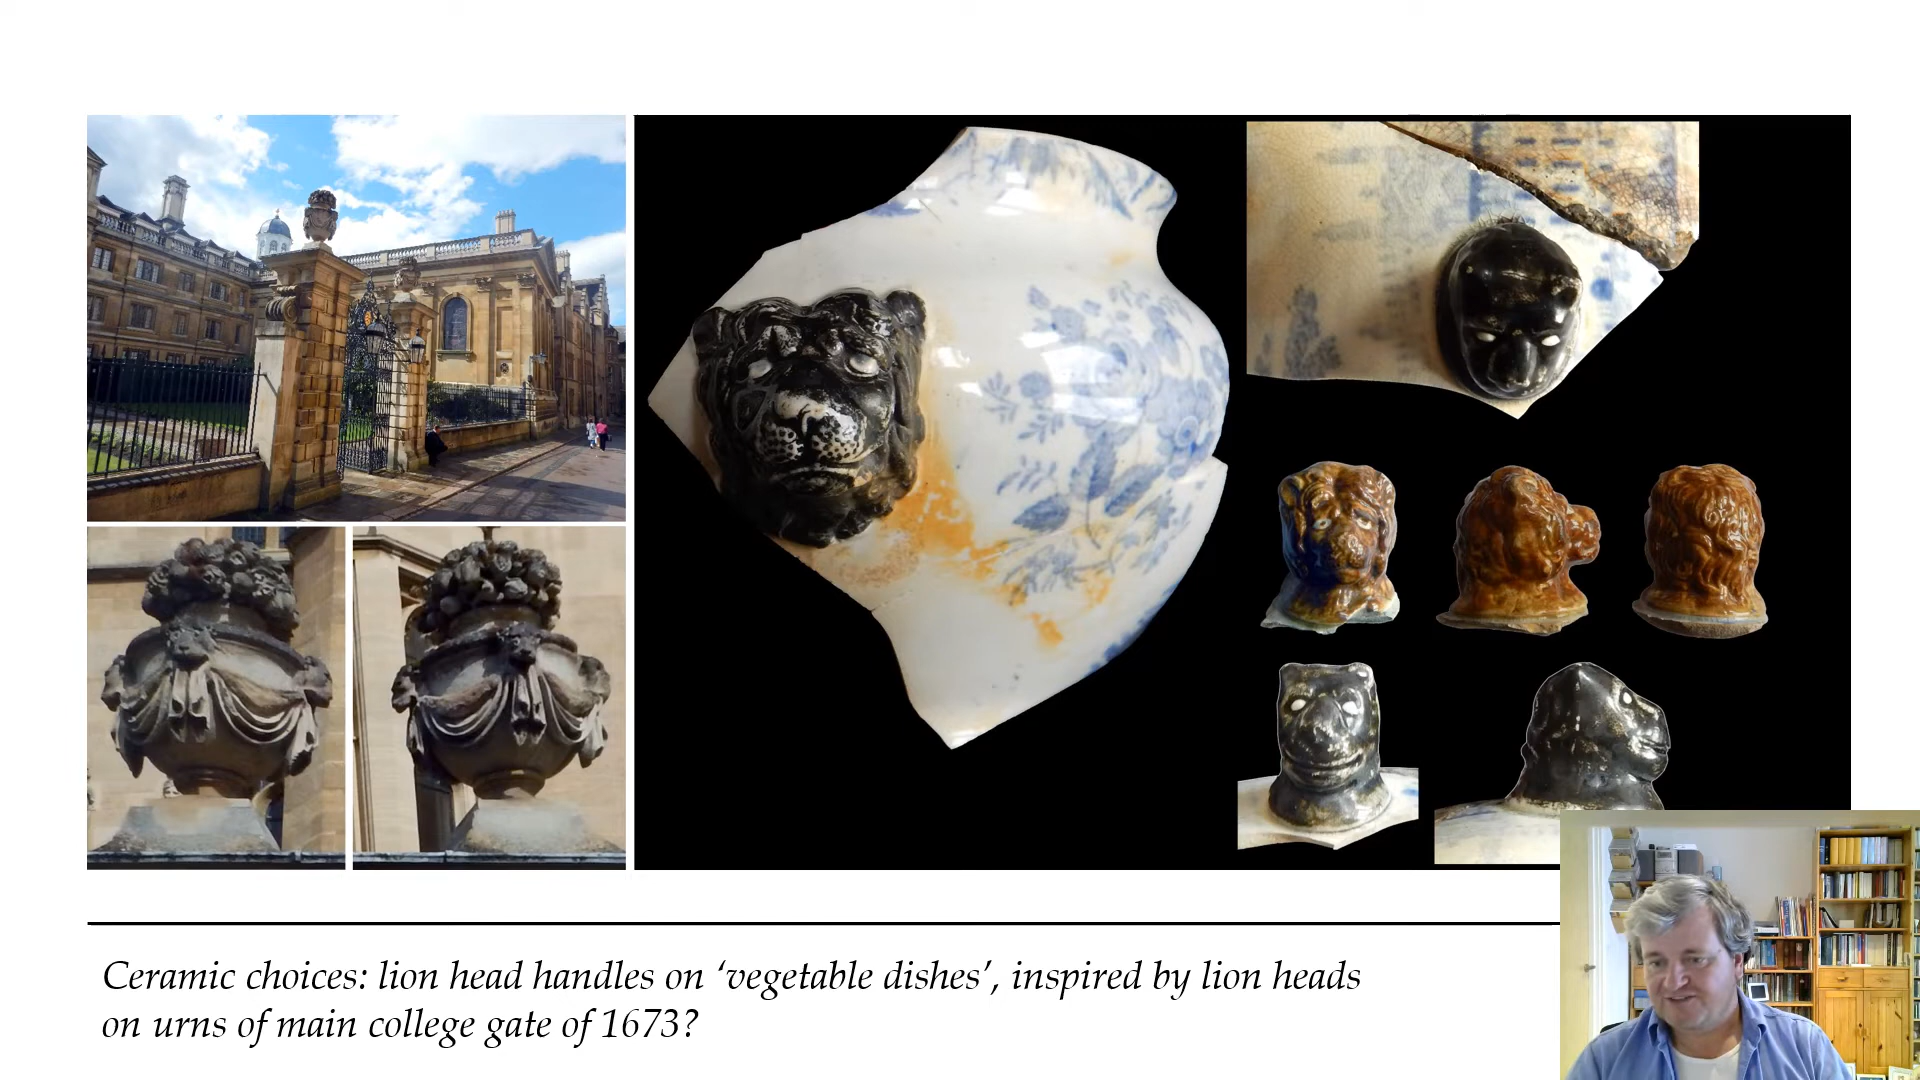 Ceramic choices: lion head handles on ‘vegetable dishes’, inspired by lion heads
on urns of main college gate of 1673?